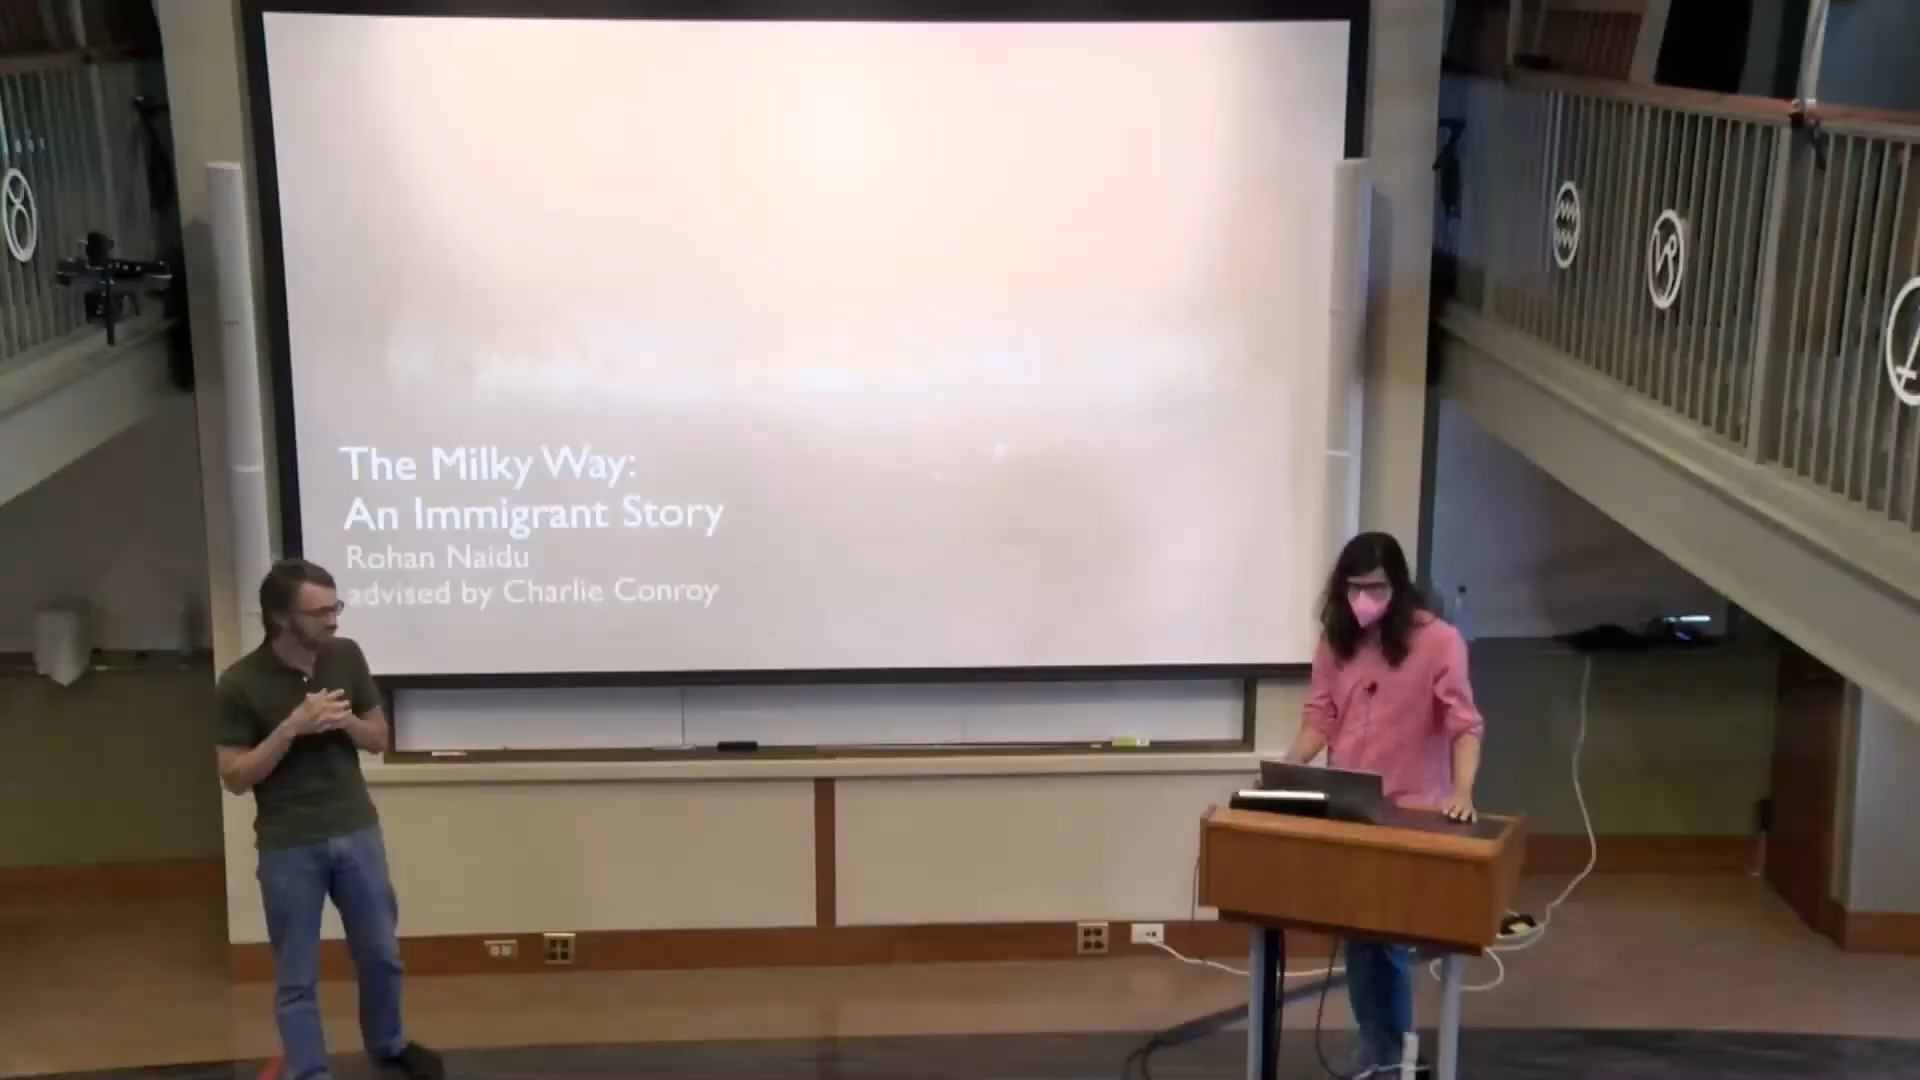 The Milky Way:
An Immigrant Story
Rohan Naidu
advised by Charlie Conroy